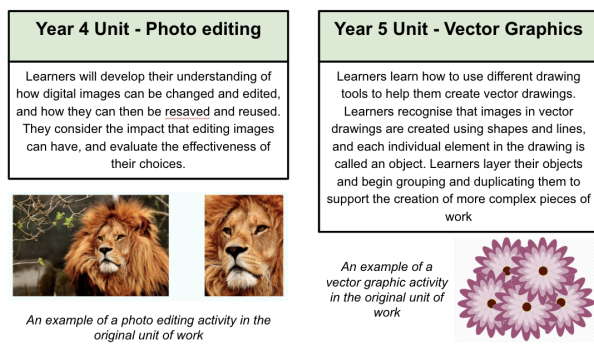 Year 4 Unit - Photo editing
Learners will develop their understanding of
how digital images can be changed and edited,
and how they can then be resaved and reused.
They consider the impact that editing images
can have, and evaluate the effectiveness of
their choices.
An example of a photo editing activity in the
original unit of work
Year 5 Unit - Vector Graphics
Learners learn how to use different drawing
tools to help them create vector drawings.
Learners recognise that images in vector
drawings are created using shapes and lines,
and each individual element in the drawing is
called an object. Learners layer their objects
and begin grouping and duplicating them to
support the creation of more complex pieces of
work
An example of a
vector graphic activity
in the original unit of
work